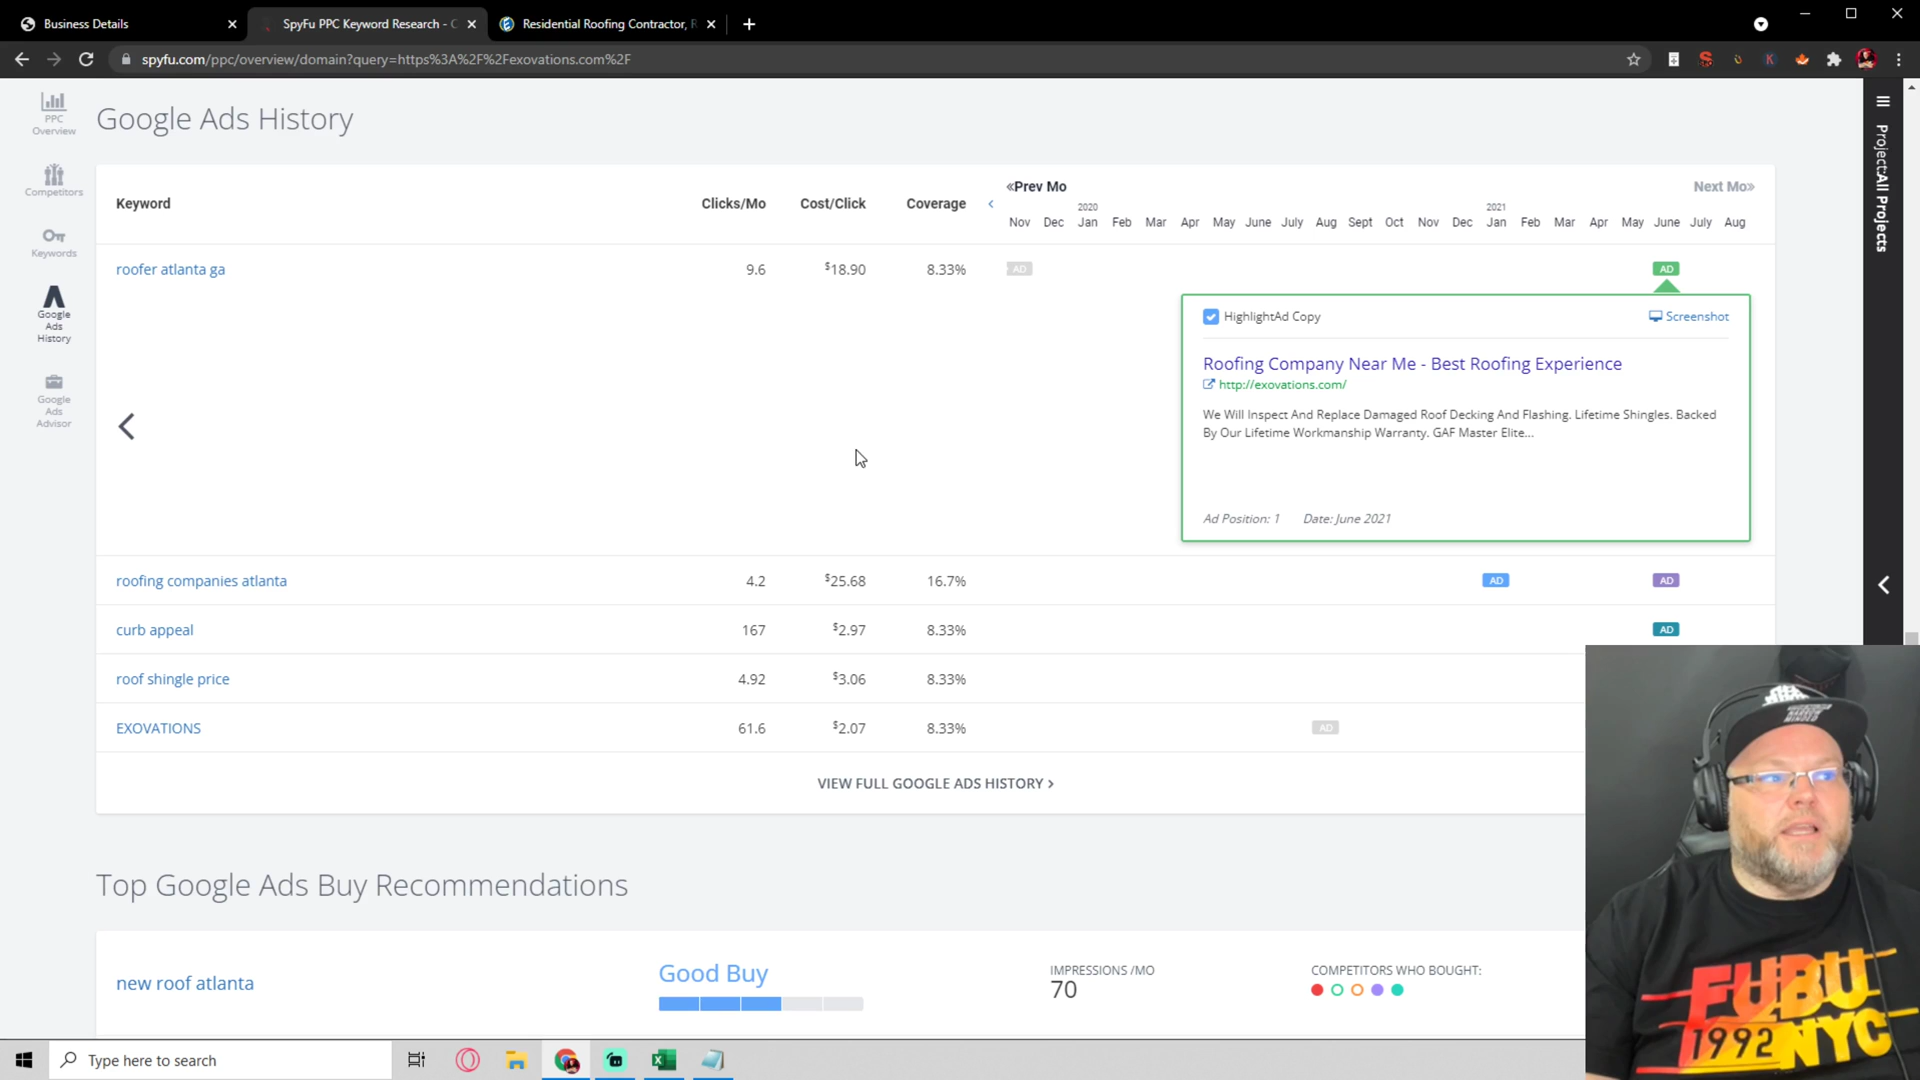 Business Details
SpyFu PPC Keyword Research - C
Residential Roofing Contractor, R
spyfu.com/ppc/overview/domain?query=https%3A%2F%2Fexovations.com%2F
PPC
Overview
Competitors
Keywords
Google
Ads
History
Google
Ads
Advisor
Google Ads History
Keyword
Clicks/Mo
Cost/Click
Coverage
«Prev Mo
Next Mo»
2020
2021
Nov Dec Jan Feb Mar Apr May June July Aug Sept Oct Nov Dec Jan Feb Mar Apr May June July Aug
roofer atlanta ga 9.6 $18.90 8.33% AD AD
HighlightAd Copy
Screenshot
Roofing Company Near Me - Best Roofing Experience
http://exovations.com/
We Will Inspect And Replace Damaged Roof Decking And Flashing. Lifetime Shingles. Backed
By Our Lifetime Workmanship Warranty. GAF Master Elite...
Ad Position: 1 Date: June 2021
roofing companies atlanta 4.2 $25.68 16.7% AD AD
curb appeal 167 $2.97 8.33% AD
roof shingle price 4.92 $3.06 8.33%
EXOVATIONS 61.6 $2.07 8.33% AD
VIEW FULL GOOGLE ADS HISTORY >
Top Google Ads Buy Recommendations
new roof atlanta
Good Buy
IMPRESSIONS /MO
70
COMPETITORS WHO BOUGHT:
Project:All Projects
FUBU
1992 NYC
Type here to search